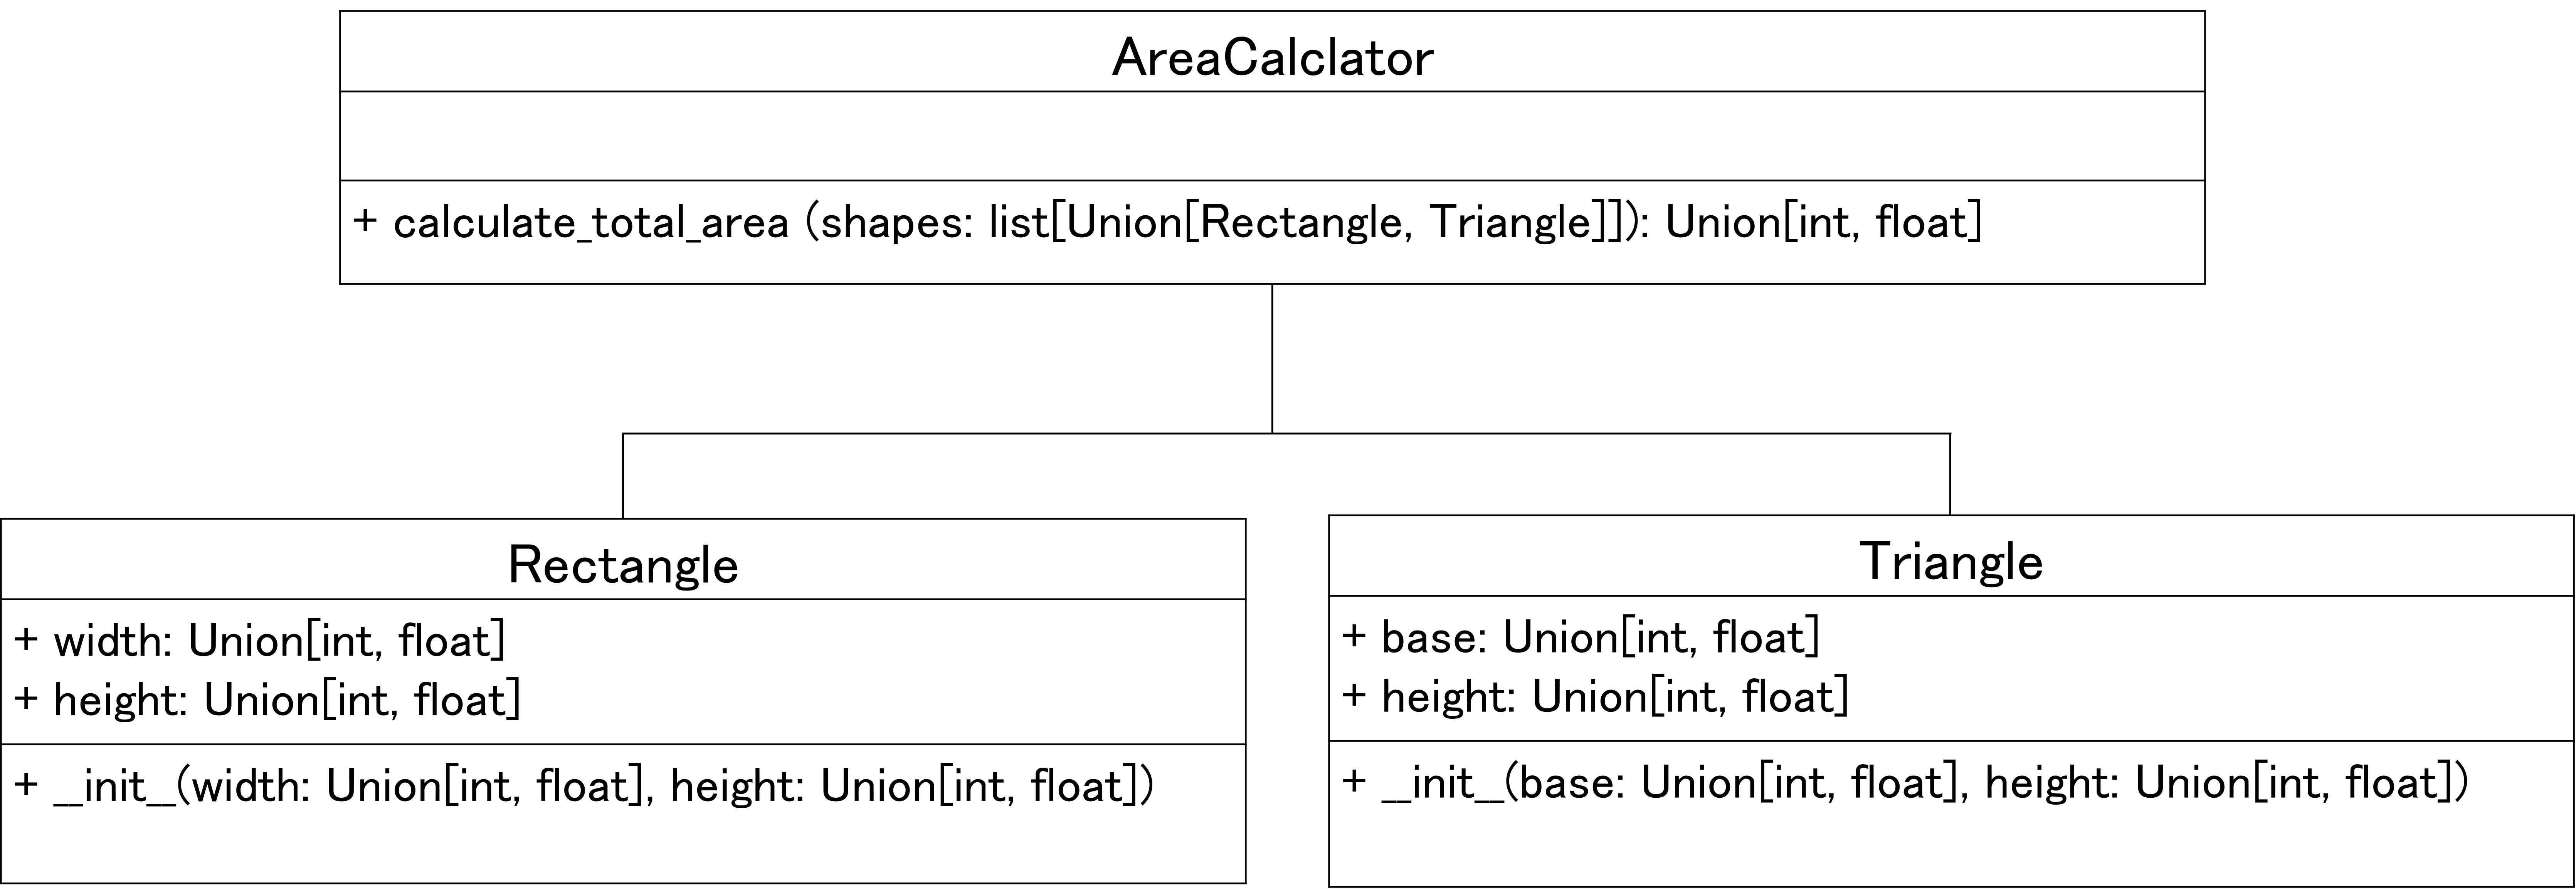 AreaCalclator
+ calculate_total_area (shapes: list[Union[Rectangle, Triangle]]): Union[int, float]
Rectangle
+ width: Union[int, float]
+ height: Union[int, float]
+ __init__(width: Union[int, float], height: Union[int, float])
Triangle
+ base: Union[int, float]
+ height: Union[int, float]
+ __init__(base: Union[int, float], height: Union[int, float])